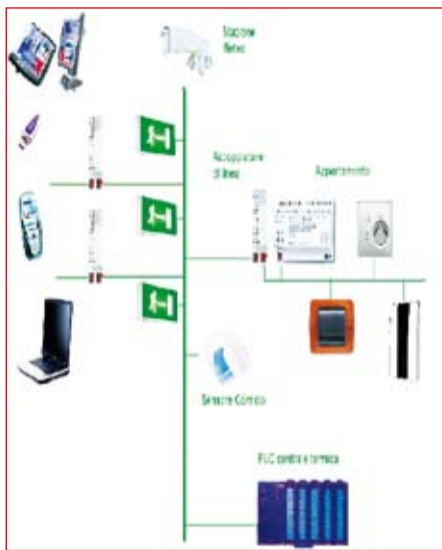 Stazione
Meteo
Accoppiatore
di linea
Appartamento
Sensore Corridoio
PLC centrale termica